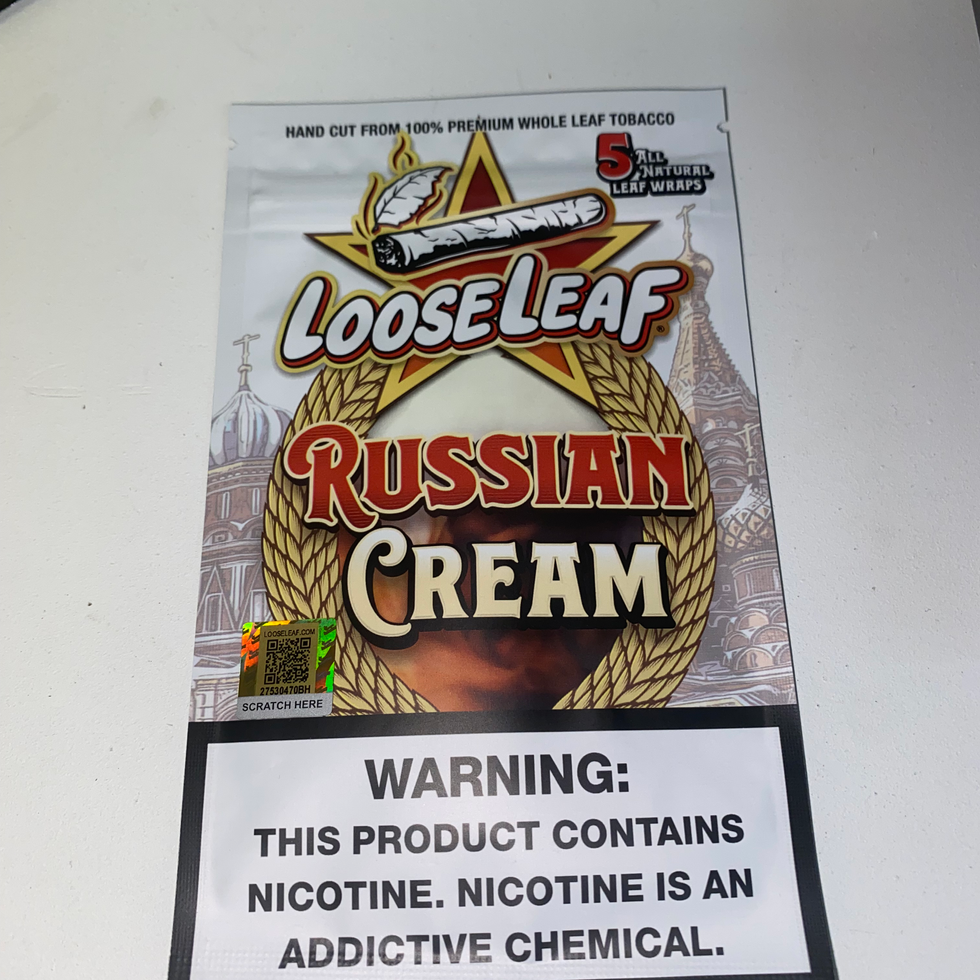 HAND CUT FROM 100% PREMIUM WHOLE LEAF TOBACCO
5 ALL
NATURAL
LEAF WRAPS
LOOSELEAF®
RUSSIAN
CREAM
LOOSELEAF.COM
27530470BH
SCRATCH HERE
WARNING:
THIS PRODUCT CONTAINS
NICOTINE. NICOTINE IS AN
ADDICTIVE CHEMICAL.